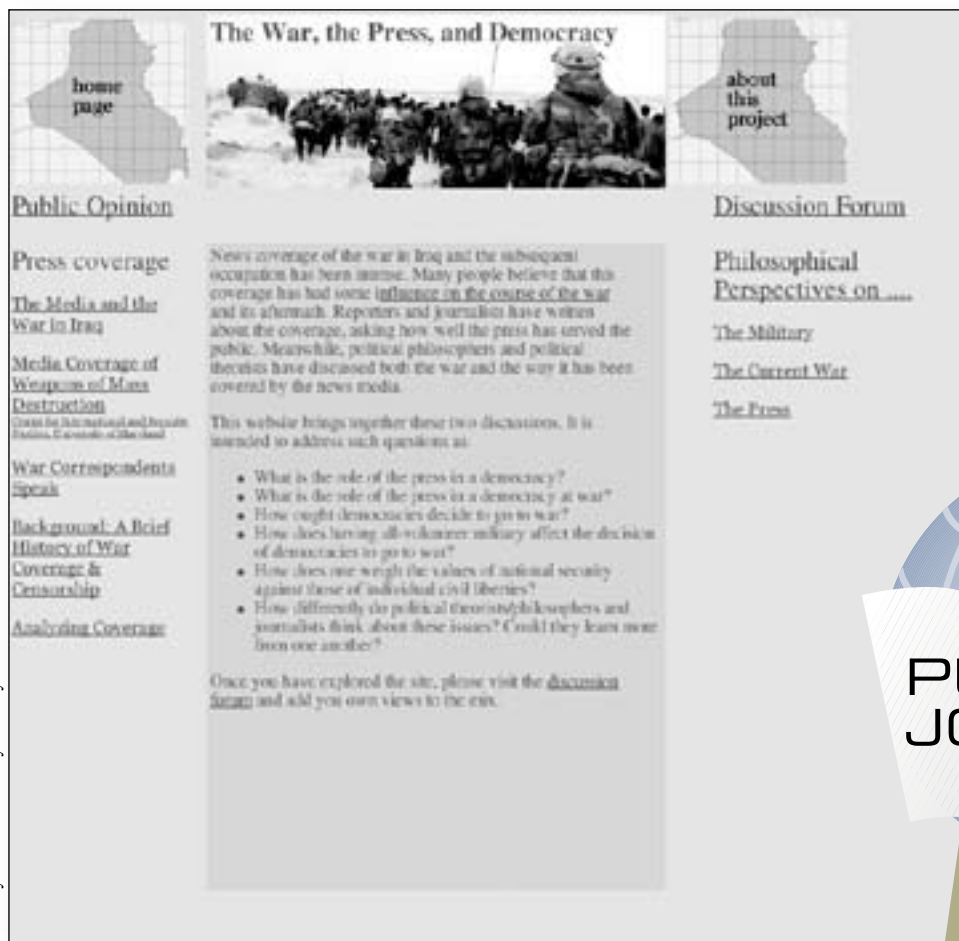 The War, the Press, and Democracy
home
page
about
this
project
Public Opinion
Discussion Forum
Press coverage
The Media and the
War in Iraq
Media Coverage of
Weapons of Mass
Destruction
Center for International and Security
Studies, University of Maryland
War Correspondents
Speak
Background: A Brief
History of War
Coverage &
Censorship
Analyzing Coverage
News coverage of the war in Iraq and the subsequent
occupation has been intense. Many people believe that this
coverage has had some influence on the course of the war
and its aftermath. Reporters and journalists have written
about the coverage, asking how well the press has served the
public. Meanwhile, political philosophers and political
theorists have discussed both the war and the way it has been
covered by the news media.
This website brings together these two discussions. It is
intended to address such questions as:
• What is the role of the press in a democracy?
• What is the role of the press in a democracy at war?
• How ought democracies decide to go to war?
• How does having all-volunteer military affect the decision
of democracies to go to war?
• How does one weigh the values of national security
against those of individual civil liberties?
• How differently do political theorists/philosophers and
journalists think about these issues? Could they learn more
from one another?
Once you have explored the site, please visit the discussion
forum and add you own views to the mix.
Philosophical
Perspectives on ....
The Military
The Current War
The Press
PU
JO